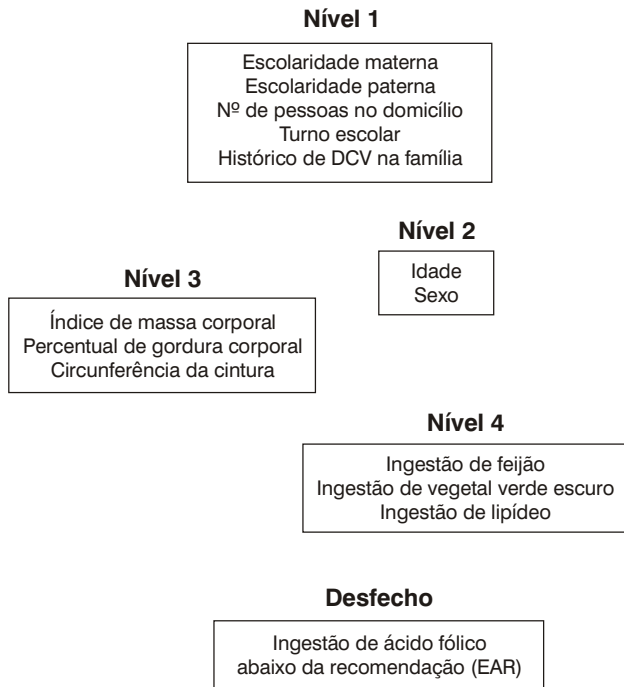 Nível 1
Escolaridade materna
Escolaridade paterna
Nº de pessoas no domicílio
Turno escolar
Histórico de DCV na família
Nível 2
Idade
Sexo
Nível 3
Índice de massa corporal
Percentual de gordura corporal
Circunferência da cintura
Nível 4
Ingestão de feijão
Ingestão de vegetal verde escuro
Ingestão de lipídeo
Desfecho
Ingestão de ácido fólico
abaixo da recomendação (EAR)